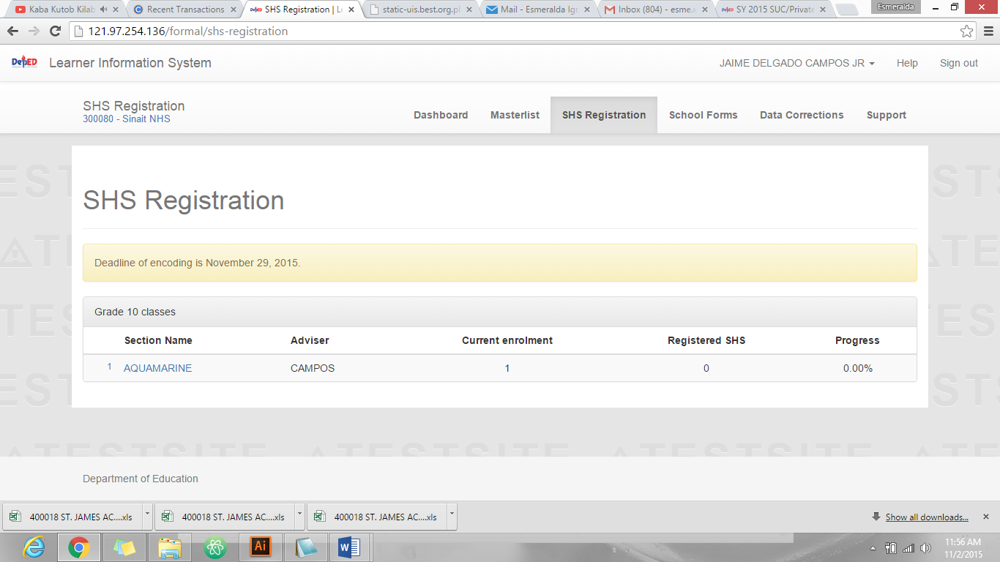 Kaba Kutob Kilab
Recent Transactions
SHS Registration | Le
static-uis.best.org.p
Mail - Esmeralda Ign
Inbox (804) - esme.i
SY 2015 SUC/Private
Esmeralda
121.97.254.136/formal/shs-registration
DepED
Learner Information System
JAIME DELGADO CAMPOS JR
Help
Sign out
SHS Registration
300080 - Sinait NHS
Dashboard
Masterlist
SHS Registration
School Forms
Data Corrections
Support
SHS Registration
Deadline of encoding is November 29, 2015.
Grade 10 classes
Section Name Adviser Current enrolment Registered SHS Progress
1 AQUAMARINE CAMPOS 1 0 0.00%
TESTSITE
Department of Education
400018 ST. JAMES AC....xls
400018 ST. JAMES AC....xls
400018 ST. JAMES AC....xls
Show all downloads...
Ai
11:56 AM
11/2/2015